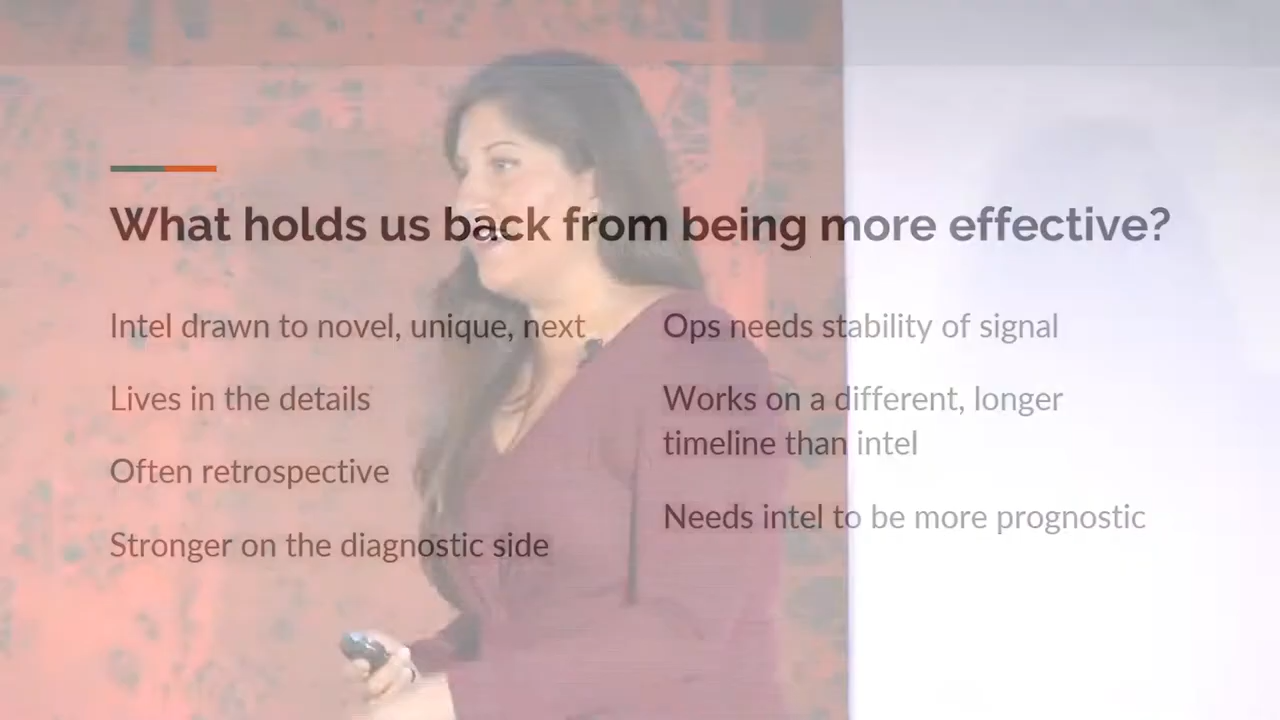 What holds us back from being more effective?
Intel drawn to novel, unique, next
Lives in the details
Often retrospective
Stronger on the diagnostic side
Ops needs stability of signal
Works on a different, longer
timeline than intel
Needs intel to be more prognostic